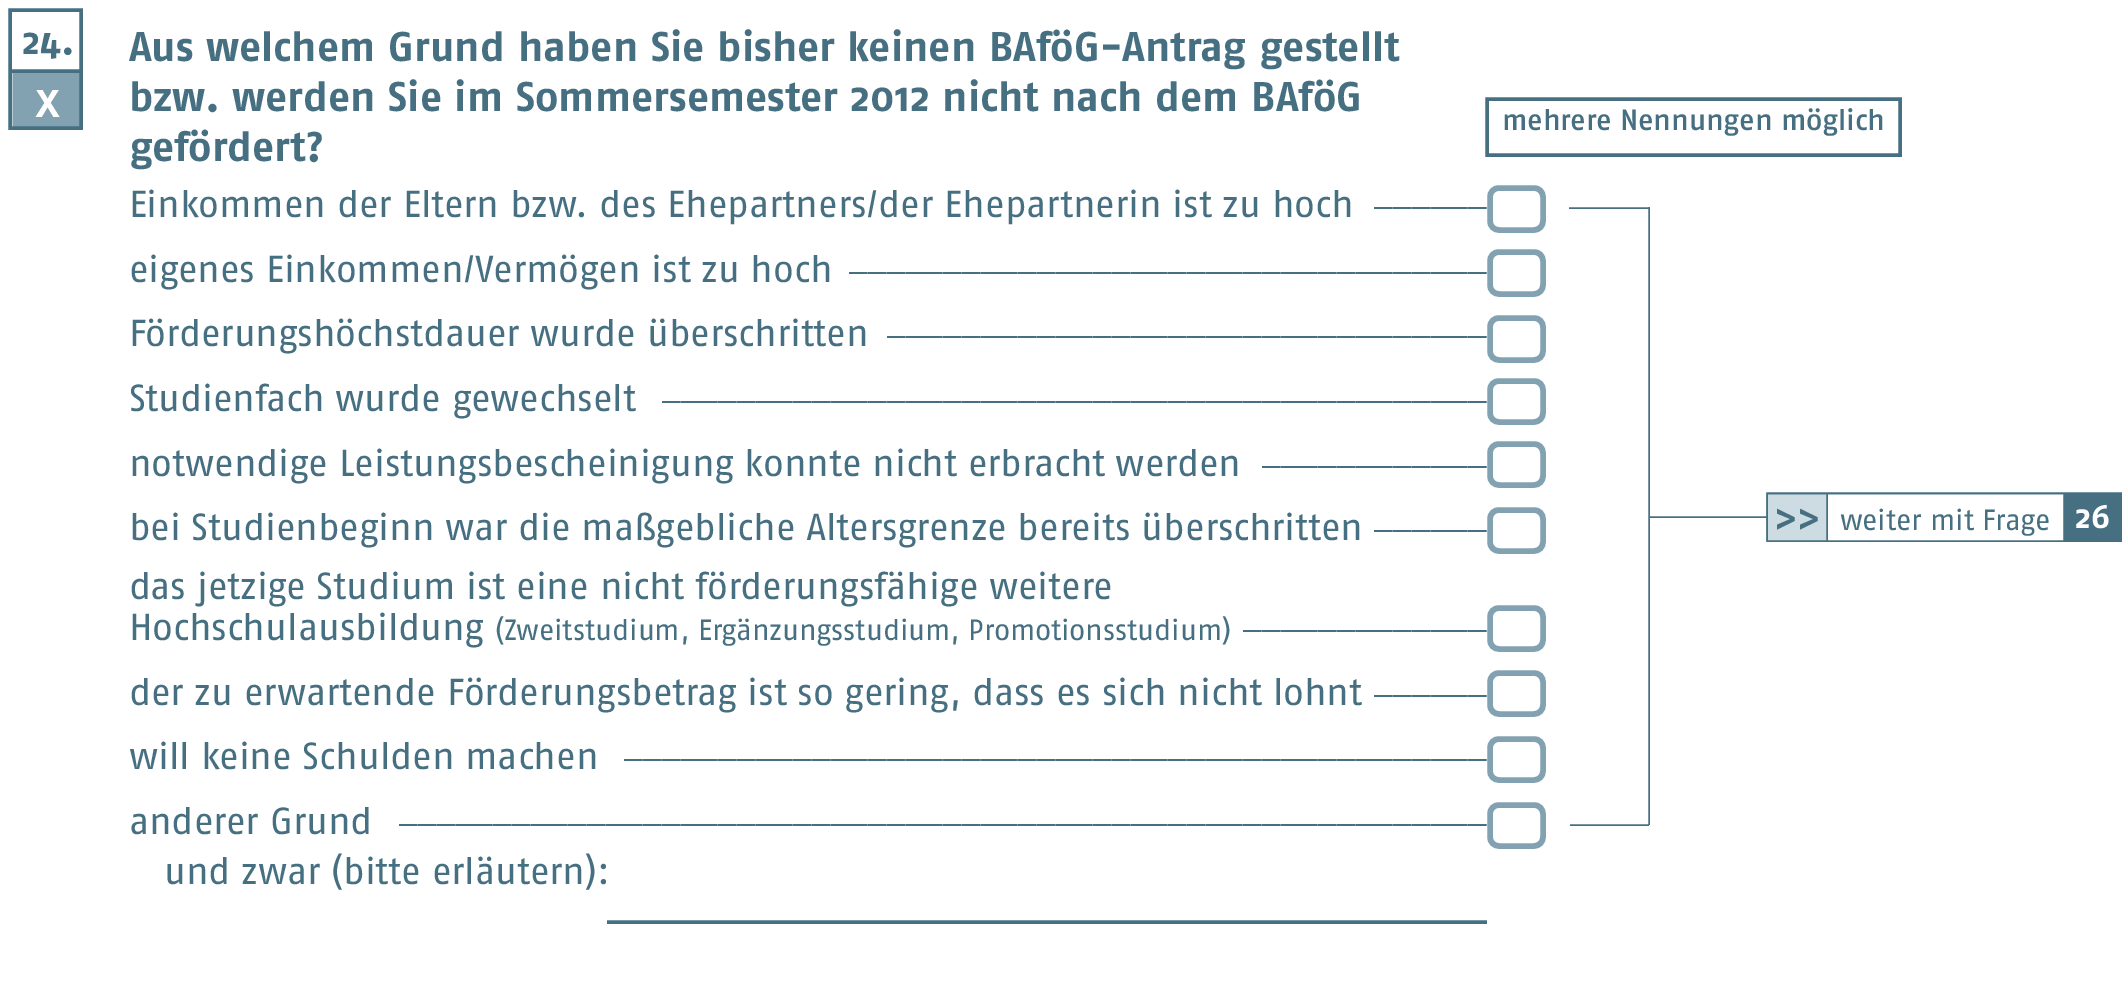 24.
X
Aus welchem Grund haben Sie bisher keinen BAföG-Antrag gestellt
bzw. werden Sie im Sommersemester 2012 nicht nach dem BAföG
gefördert?
mehrere Nennungen möglich
Einkommen der Eltern bzw. des Ehepartners/der Ehepartnerin ist zu hoch
eigenes Einkommen/Vermögen ist zu hoch
Förderungshöchstdauer wurde überschritten
Studienfach wurde gewechselt
notwendige Leistungsbescheinigung konnte nicht erbracht werden
bei Studienbeginn war die maßgebliche Altersgrenze bereits überschritten
>> weiter mit Frage 26
das jetzige Studium ist eine nicht förderungsfähige weitere
Hochschulausbildung (Zweitstudium, Ergänzungsstudium, Promotionsstudium)
der zu erwartende Förderungsbetrag ist so gering, dass es sich nicht lohnt
will keine Schulden machen
anderer Grund
und zwar (bitte erläutern):